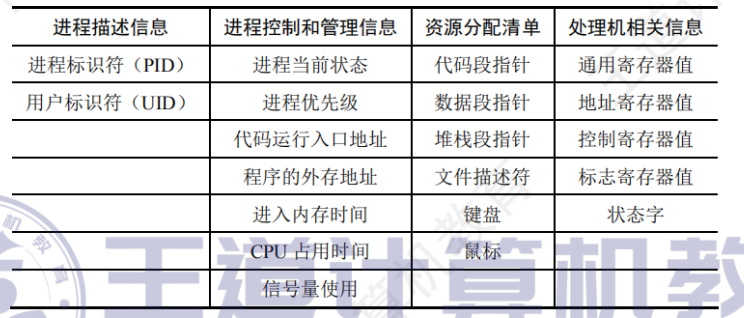 进程描述信息 进程控制和管理信息 资源分配清单 处理机相关信息
进程标识符（PID） 进程当前状态 代码段指针 通用寄存器值
用户标识符（UID） 进程优先级 数据段指针 地址寄存器值
代码运行入口地址 堆栈段指针 控制寄存器值
程序的外存地址 文件描述符 标志寄存器值
进入内存时间 键盘 状态字
CPU 占用时间 鼠标
信号量使用
王道计算机教